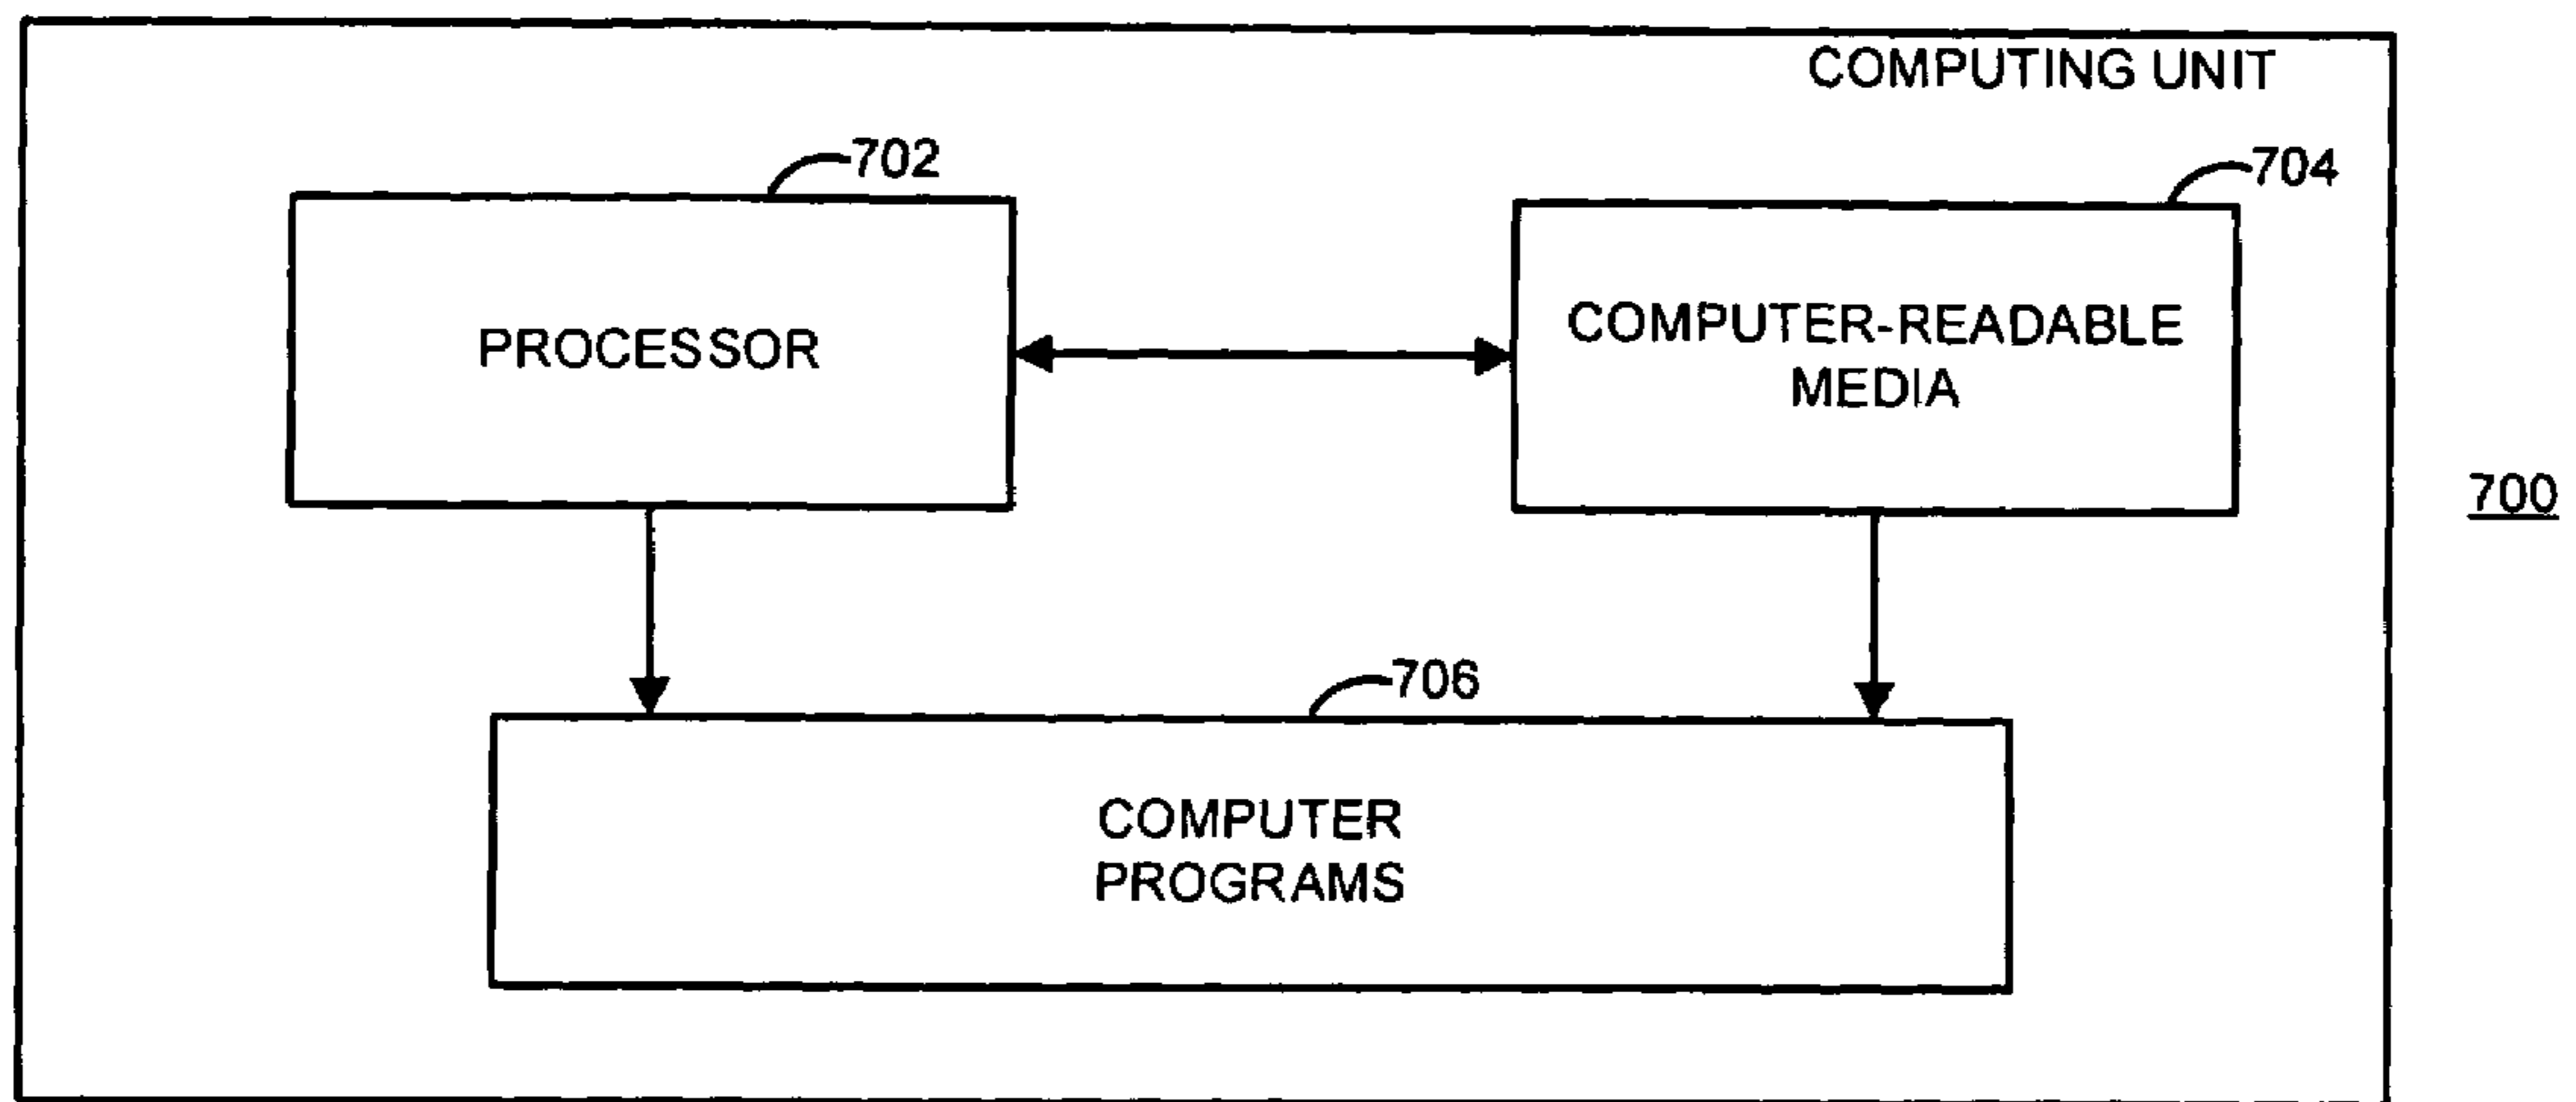 COMPUTING UNIT
702
704
PROCESSOR
COMPUTER-READABLE
MEDIA
700
706
COMPUTER
PROGRAMS